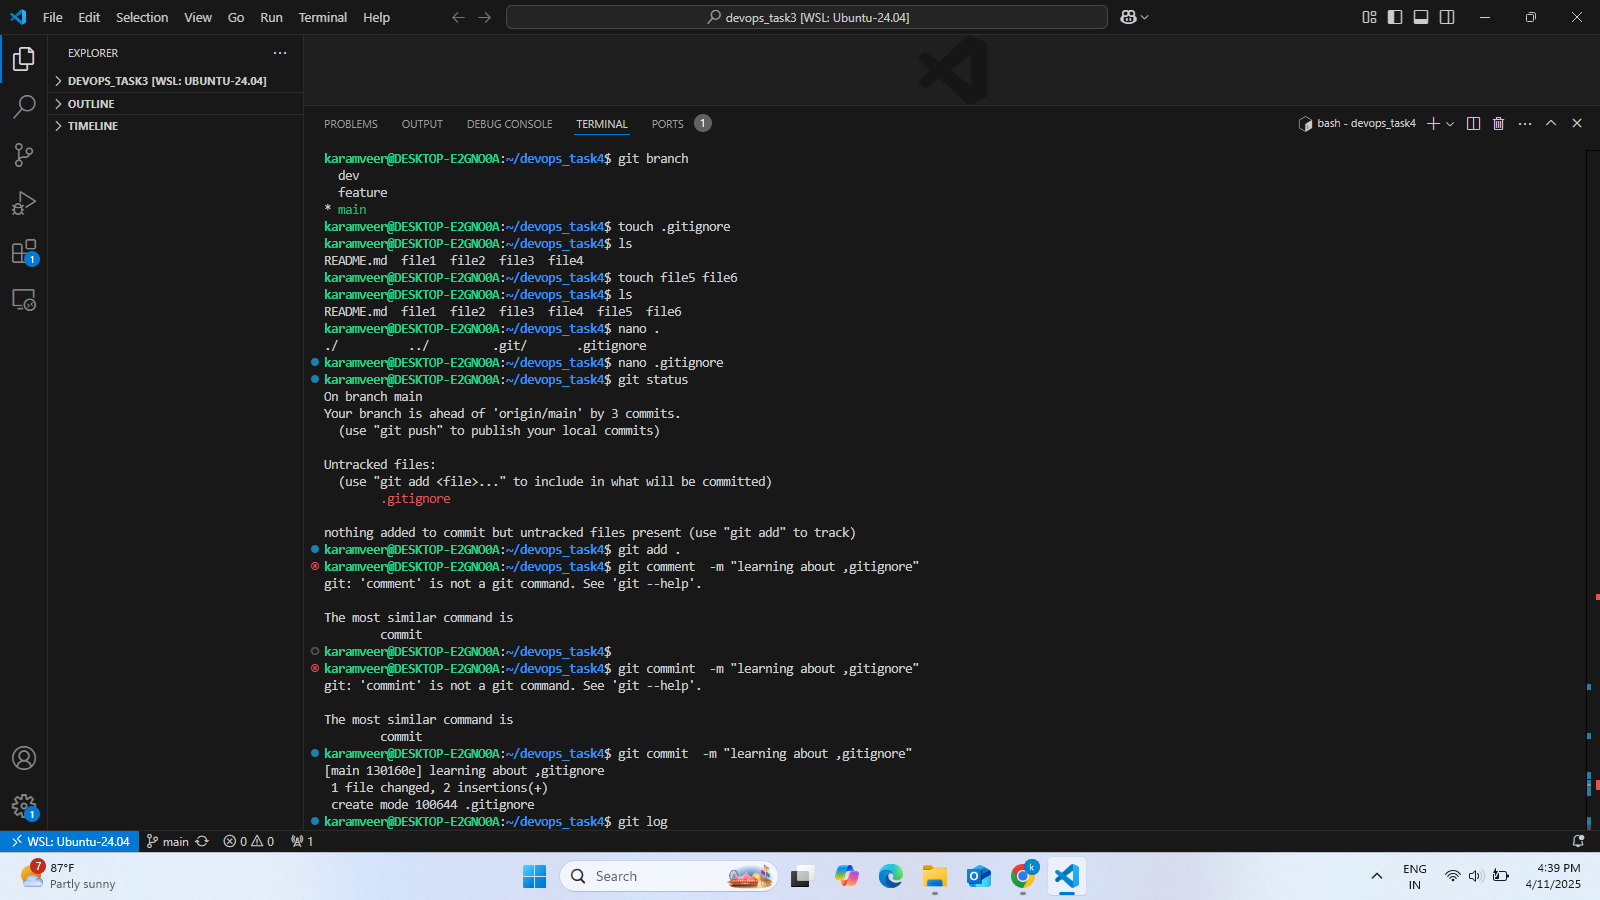 File Edit Selection View Go Run Terminal Help
devops_task3 [WSL: Ubuntu-24.04]
EXPLORER
DEVOPS_TASK3 [WSL: UBUNTU-24.04]
OUTLINE
TIMELINE
PROBLEMS OUTPUT DEBUG CONSOLE TERMINAL PORTS 1
bash - devops_task4
karamveer@DESKTOP-E2GNO0A:~/devops_task4$ git branch
  dev
  feature
* main
karamveer@DESKTOP-E2GNO0A:~/devops_task4$ touch .gitignore
karamveer@DESKTOP-E2GNO0A:~/devops_task4$ ls
README.md  file1  file2  file3  file4
karamveer@DESKTOP-E2GNO0A:~/devops_task4$ touch file5 file6
karamveer@DESKTOP-E2GNO0A:~/devops_task4$ ls
README.md  file1  file2  file3  file4  file5  file6
karamveer@DESKTOP-E2GNO0A:~/devops_task4$ nano .
./          ../         .git/       .gitignore
karamveer@DESKTOP-E2GNO0A:~/devops_task4$ nano .gitignore
karamveer@DESKTOP-E2GNO0A:~/devops_task4$ git status
On branch main
Your branch is ahead of 'origin/main' by 3 commits.
  (use "git push" to publish your local commits)
Untracked files:
  (use "git add <file>..." to include in what will be committed)
        .gitignore
nothing added to commit but untracked files present (use "git add" to track)
karamveer@DESKTOP-E2GNO0A:~/devops_task4$ git add .
karamveer@DESKTOP-E2GNO0A:~/devops_task4$ git comment  -m "learning about ,gitignore"
git: 'comment' is not a git command. See 'git --help'.
The most similar command is
        commit
karamveer@DESKTOP-E2GNO0A:~/devops_task4$
karamveer@DESKTOP-E2GNO0A:~/devops_task4$ git commint  -m "learning about ,gitignore"
git: 'commint' is not a git command. See 'git --help'.
The most similar command is
        commit
karamveer@DESKTOP-E2GNO0A:~/devops_task4$ git commit  -m "learning about ,gitignore"
[main 130160e] learning about ,gitignore
 1 file changed, 2 insertions(+)
 create mode 100644 .gitignore
karamveer@DESKTOP-E2GNO0A:~/devops_task4$ git log
1
1
WSL: Ubuntu-24.04 main 0 0 1
7
87°F
Partly sunny
Search
k
ENG
IN
4:39 PM
4/11/2025